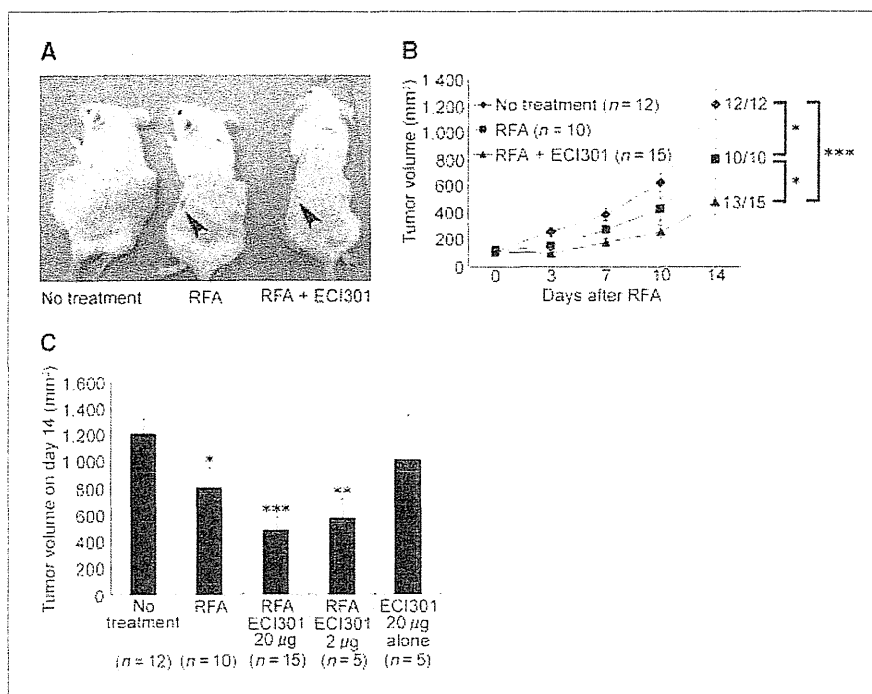 A
No treatment
RFA
RFA + ECI301
B
Tumor volume (mm³)
1 400
1,200
1.000
800
600
400
200
0
No treatment (n = 12)
RFA (n = 10)
RFA + ECI301 (n = 15)
12/12
10/10
13/15
*
*
***
0 3 7 10 14
Days after RFA
C
Tumor volume on day 14 (mm³)
1.600
1,400
1,200
1 000
800
600
400
200
0
*
***
**
No treatment
RFA
RFA ECI301 20 µg
RFA ECI301 2 µg
ECI301 20 µg alone
(n = 12) (n = 10) (n = 15) (n = 5) (n = 5)